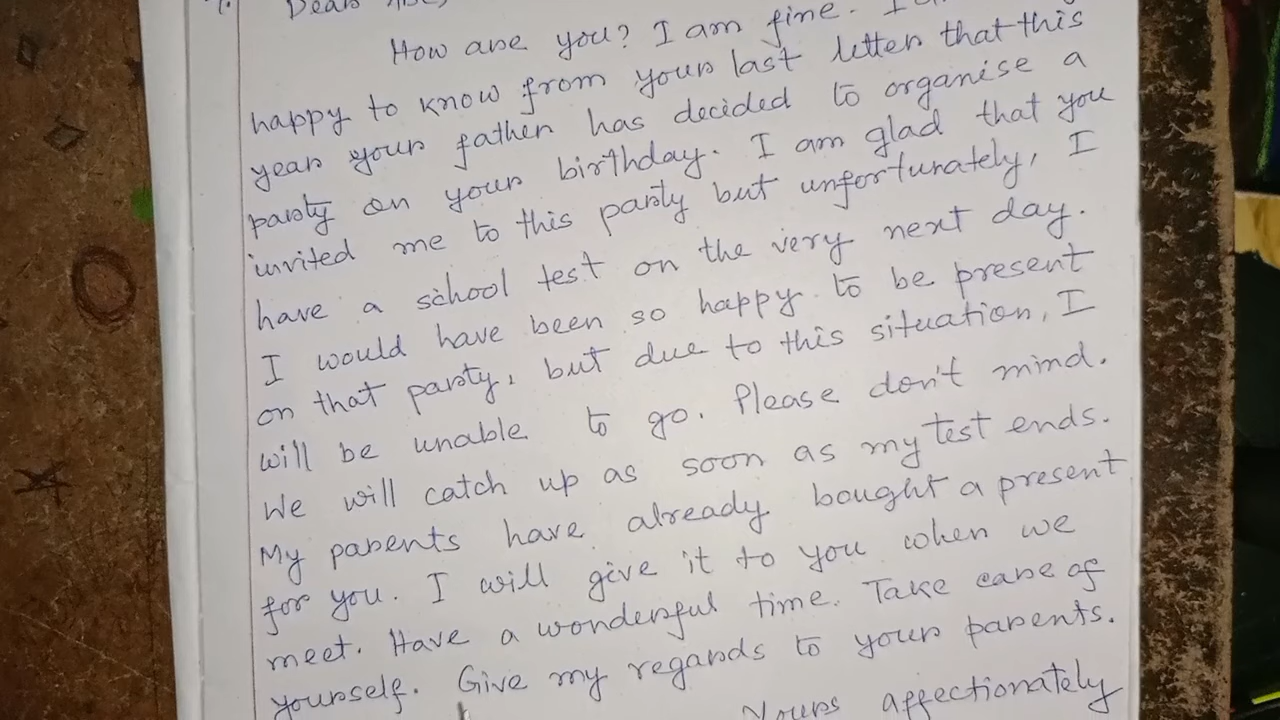 Dear
How are you? I am fine. I
happy to know from your last letter that this
year your father has decided to organise a
party on your birthday. I am glad that you
invited me to this party but unfortunately, I
have a school test on the very next day.
I would have been so happy to be present
on that party, but due to this situation, I
will be unable to go. Please don't mind.
We will catch up as soon as my test ends.
My parents have already bought a present
for you. I will give it to you when we
meet. Have a wonderful time. Take care of
yourself. Give my regards to your parents.
Yours affectionately